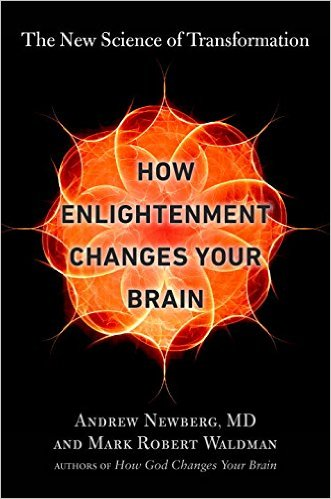 The New Science of Transformation
HOW
ENLIGHTENMENT
CHANGES YOUR
BRAIN
ANDREW NEWBERG, MD
AND MARK ROBERT WALDMAN
AUTHORS OF How God Changes Your Brain